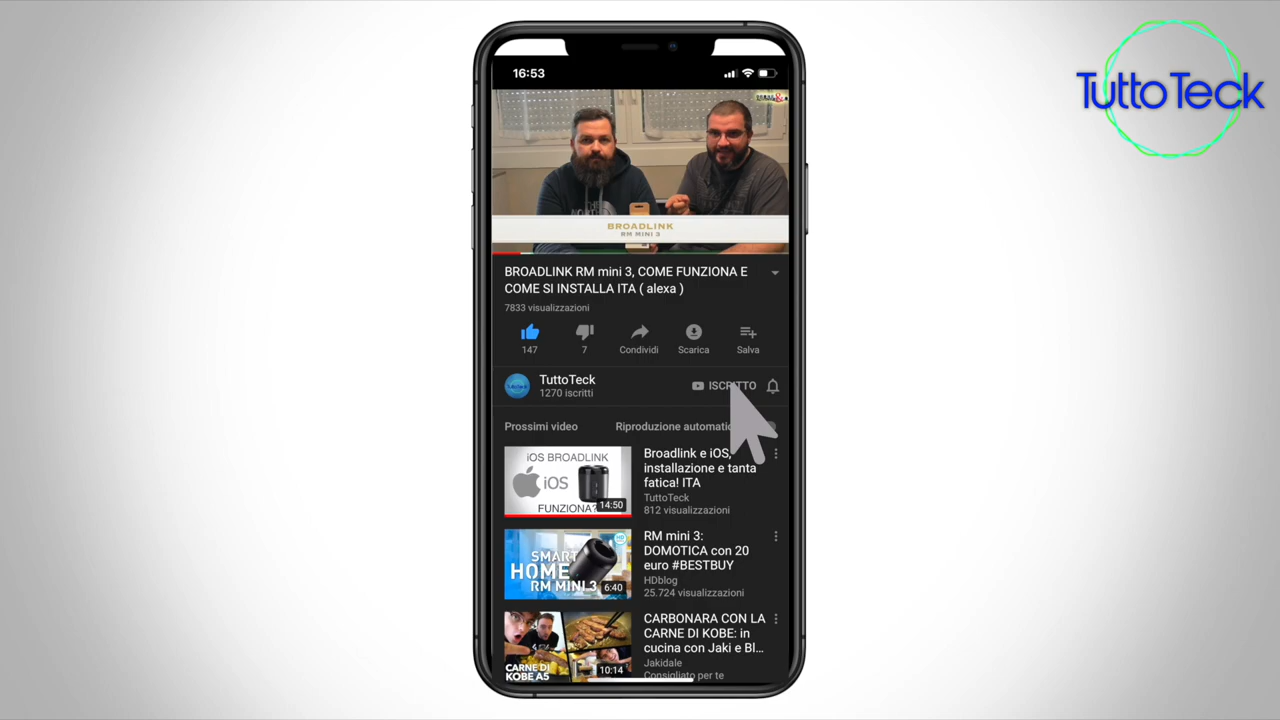 TuttoTeck
16:53
BROADLINK
RM MINI 3
BROADLINK RM mini 3, COME FUNZIONA E
COME SI INSTALLA ITA ( alexa )
7833 visualizzazioni
147
7
Condividi
Scarica
Salva
TuttoTeck
1270 iscritti
ISCRITTO
Prossimi video
Riproduzione automatic
iOS BROADLINK
iOS
FUNZIONA?
14:50
Broadlink e iOS,
installazione e tanta
fatica! ITA
TuttoTeck
812 visualizzazioni
SMART
HOME
RM MINI 3
HD
6:40
RM mini 3:
DOMOTICA con 20
euro #BESTBUY
HDblog
25.724 visualizzazioni
CARNE DI
KOBE A5
10:14
CARBONARA CON LA
CARNE DI KOBE: in
cucina con Jaki e Bl...
Jakidale
Consigliato per te